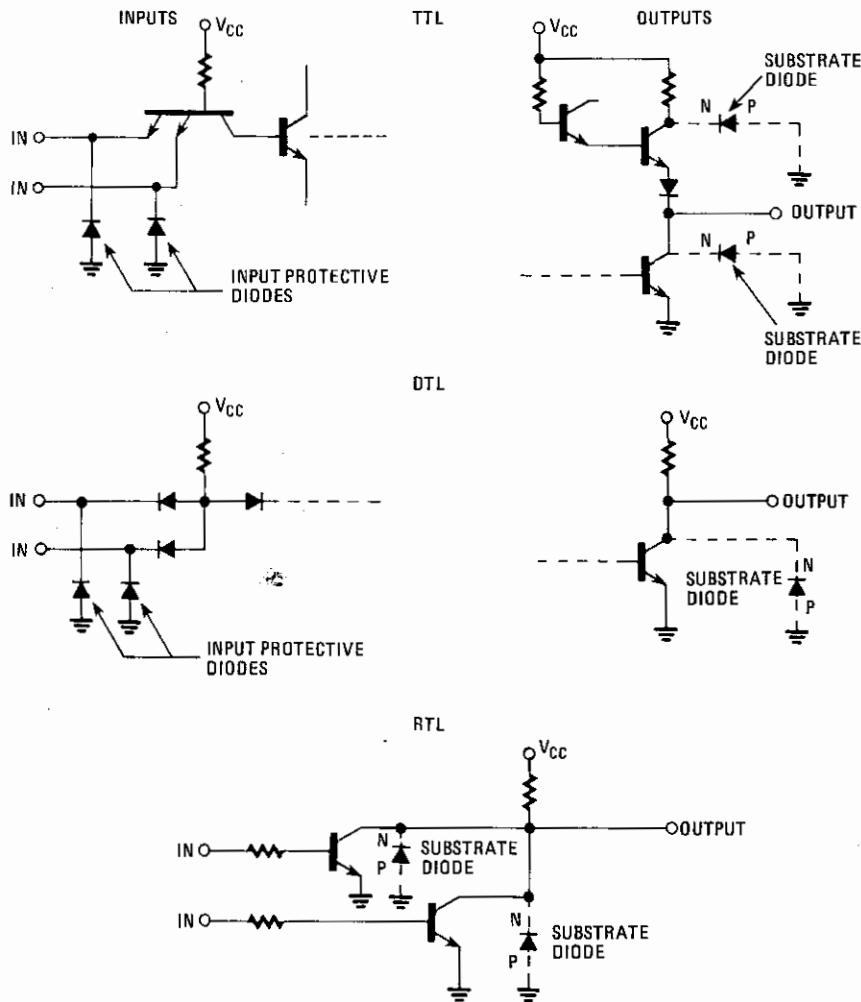 INPUTS
TTL
OUTPUTS
VCC
IN
IN
INPUT PROTECTIVE
DIODES
VCC
SUBSTRATE
DIODE
N P
OUTPUT
N P
SUBSTRATE
DIODE
DTL
VCC
IN
IN
INPUT PROTECTIVE
DIODES
VCC
OUTPUT
SUBSTRATE
DIODE
N
P
RTL
VCC
OUTPUT
IN
N
P
SUBSTRATE
DIODE
IN
N
P
SUBSTRATE
DIODE